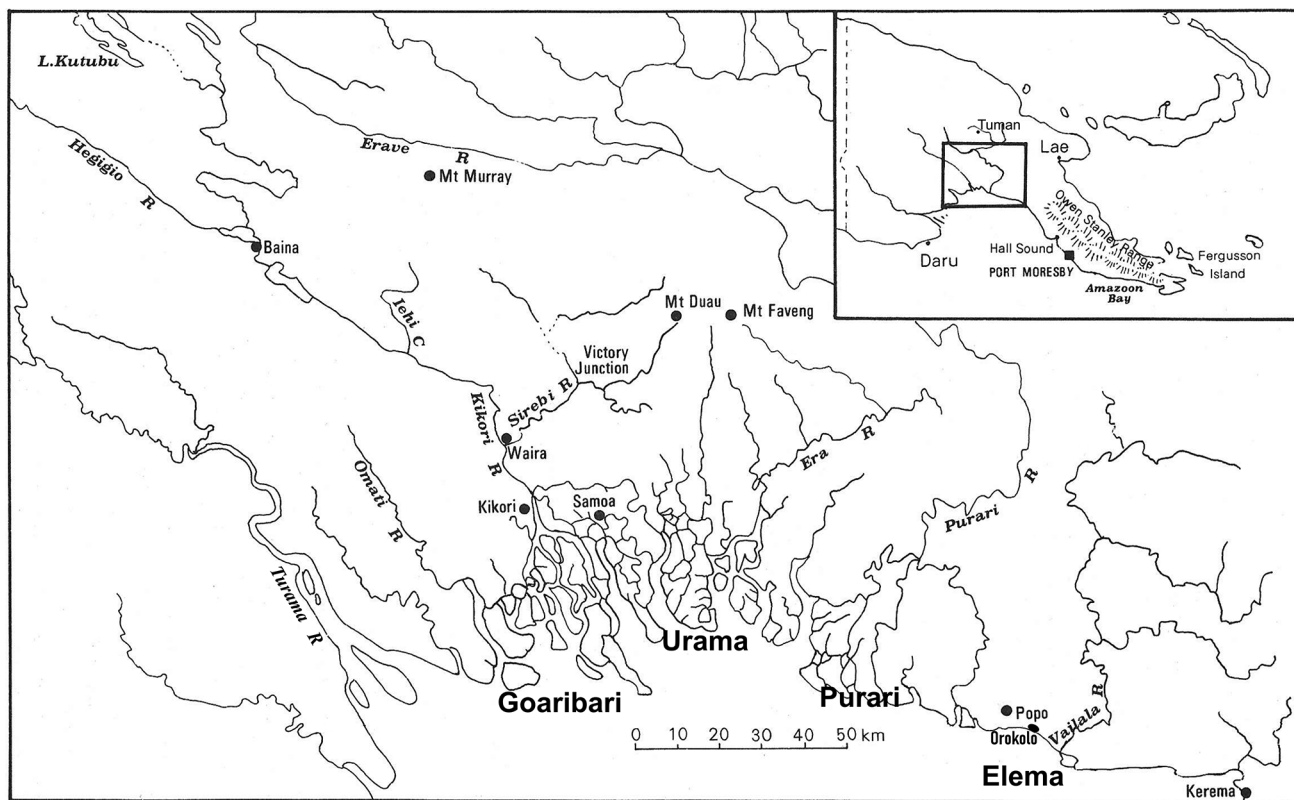 L.Kutubu
Hegigio R
Erave R
Mt Murray
Baina
Iehi C
Mt Duau
Mt Faveng
Victory
Junction
Sirebi R
Kikori R
Waira
Omati R
Era R
Kikori
Samoa
Purari R
Turama R
Urama
Goaribari
Purari
Popo
Orokolo
Vailala R
Elema
Kerema
0 10 20 30 40 50 km
Tuman
Lae
Owen Stanley Range
Hall Sound
Daru
PORT MORESBY
Fergusson
Island
Amazoon
Bay